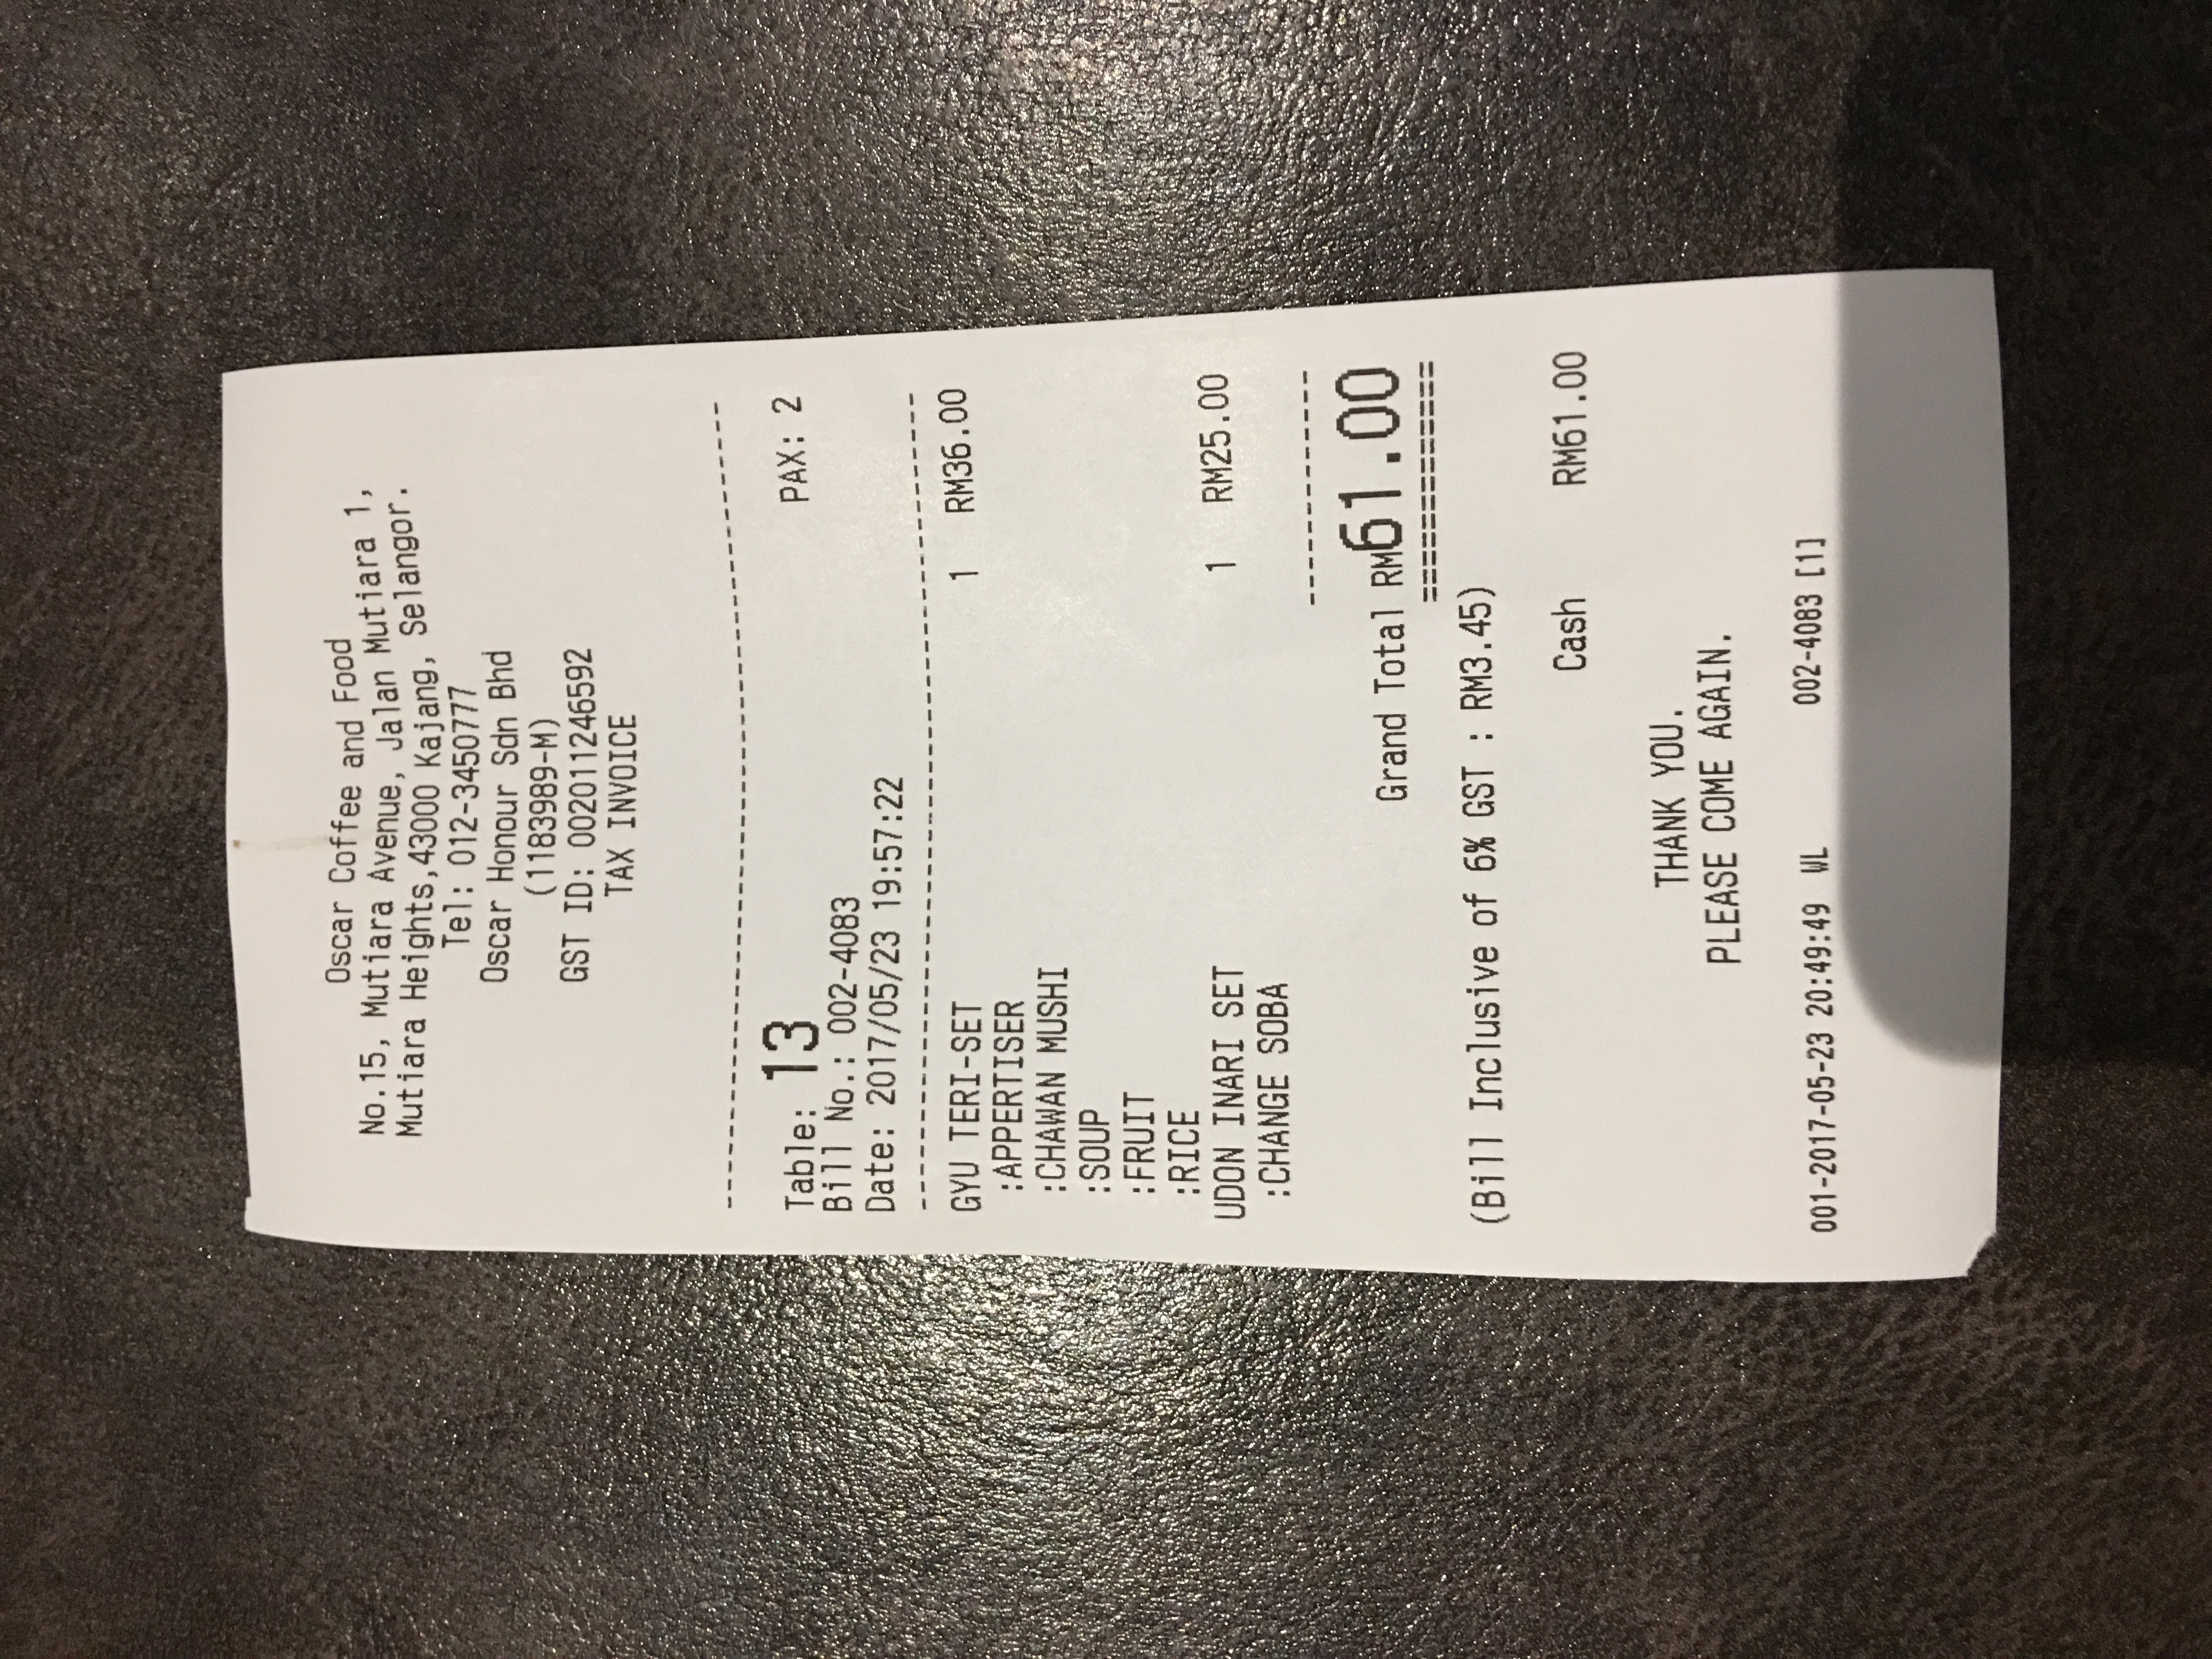 Oscar Coffee and Food
No.15, Mutiara Avenue, Jalan Mutiara 1,
Mutiara Heights,43000 Kajang, Selangor.
Tel: 012-3450777
Oscar Honour Sdn Bhd
(1183989-M)
GST ID: 002011246592
TAX INVOICE
Table: 13 PAX: 2
Bill No.: 002-4083
Date: 2017/05/23 19:57:22
GYU TERI-SET 1 RM36.00
:APPERTISER
:CHAWAN MUSHI
:SOUP
:FRUIT
:RICE
UDON INARI SET 1 RM25.00
:CHANGE SOBA
Grand Total RM61.00
(Bill Inclusive of 6% GST : RM3.45)
Cash RM61.00
THANK YOU.
PLEASE COME AGAIN.
001-2017-05-23 20:49:49 WL 002-4083 [1]